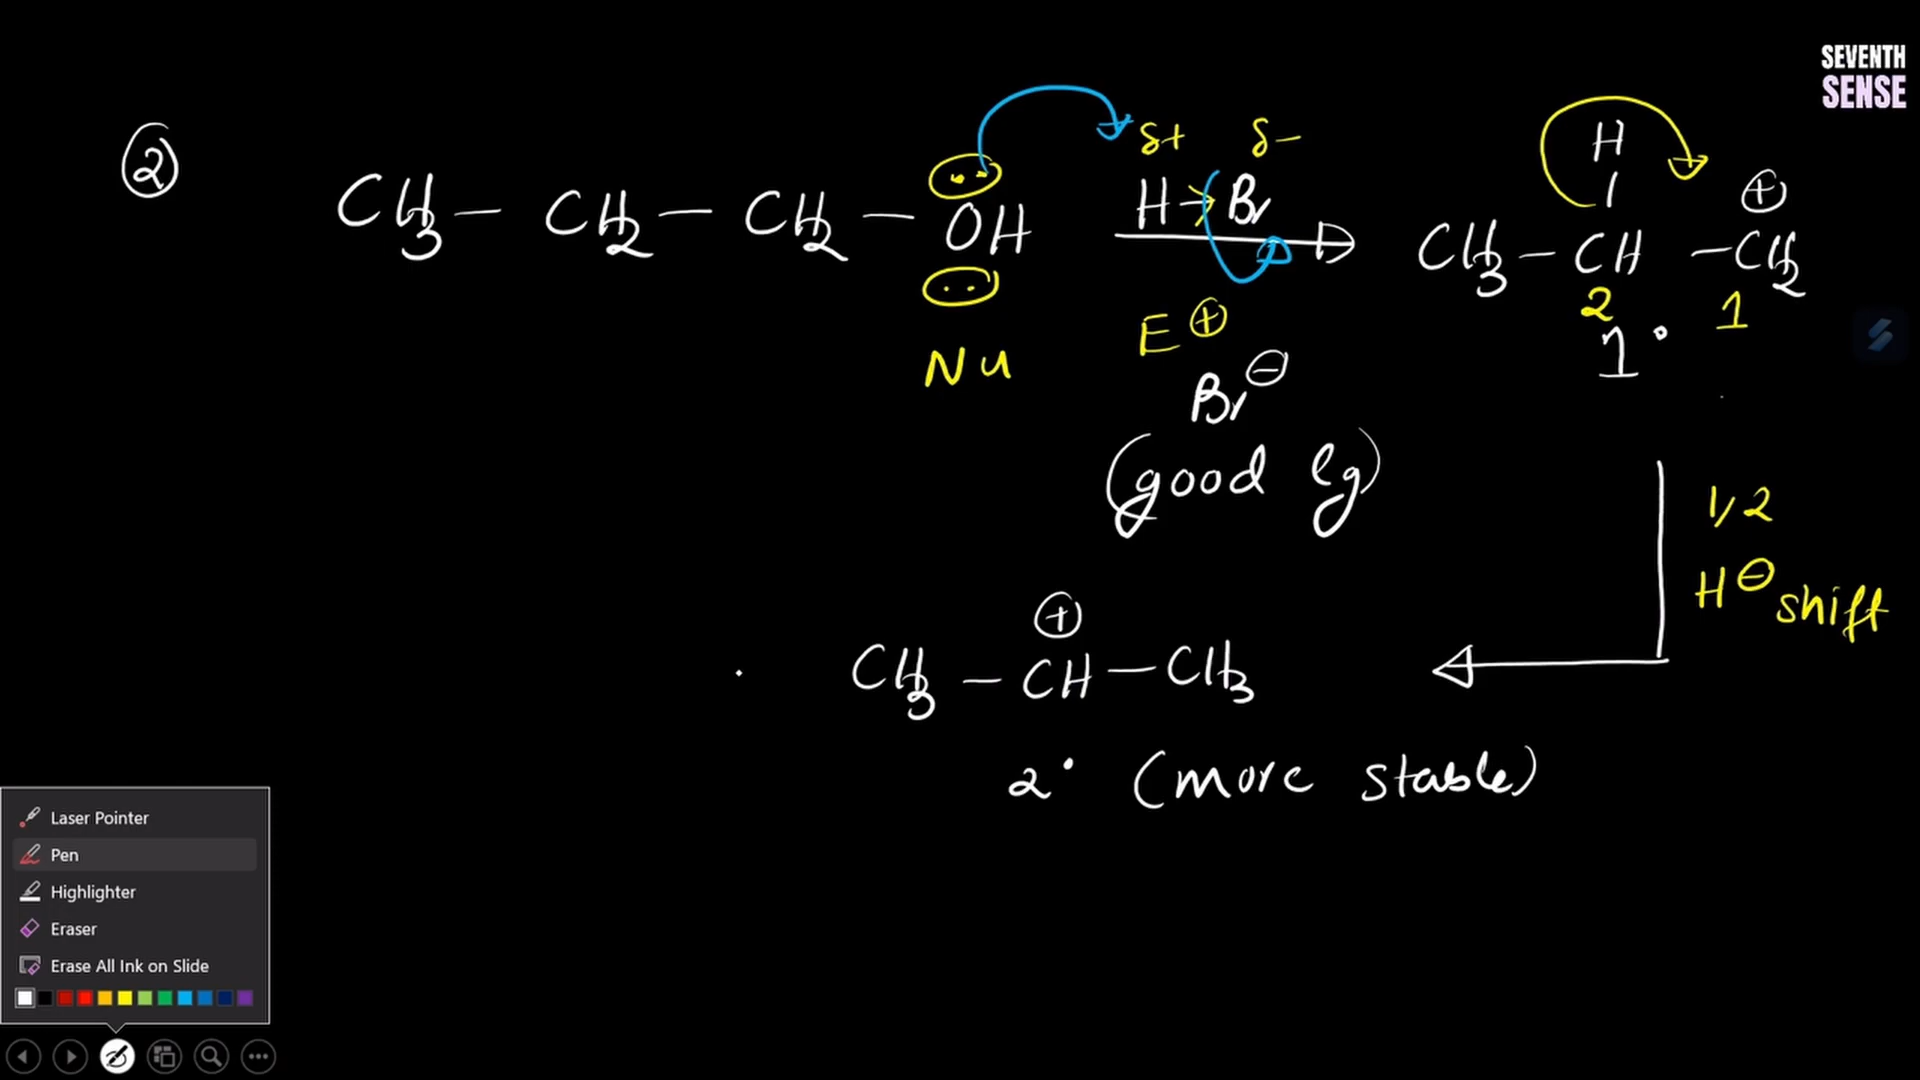 SEVENTH
SENSE
②
CH₃ — CH₂ — CH₂ — OH
Nu
δ+ δ−
H → Br
E⊕
Br⊖
(good lg)
H
|
CH₃ — CH — CH₂ ⊕
2 1
1°
1,2
H⊖ shift
⊕
CH₃ — CH — CH₃
2° (more stable)
Laser Pointer
Pen
Highlighter
Eraser
Erase All Ink on Slide